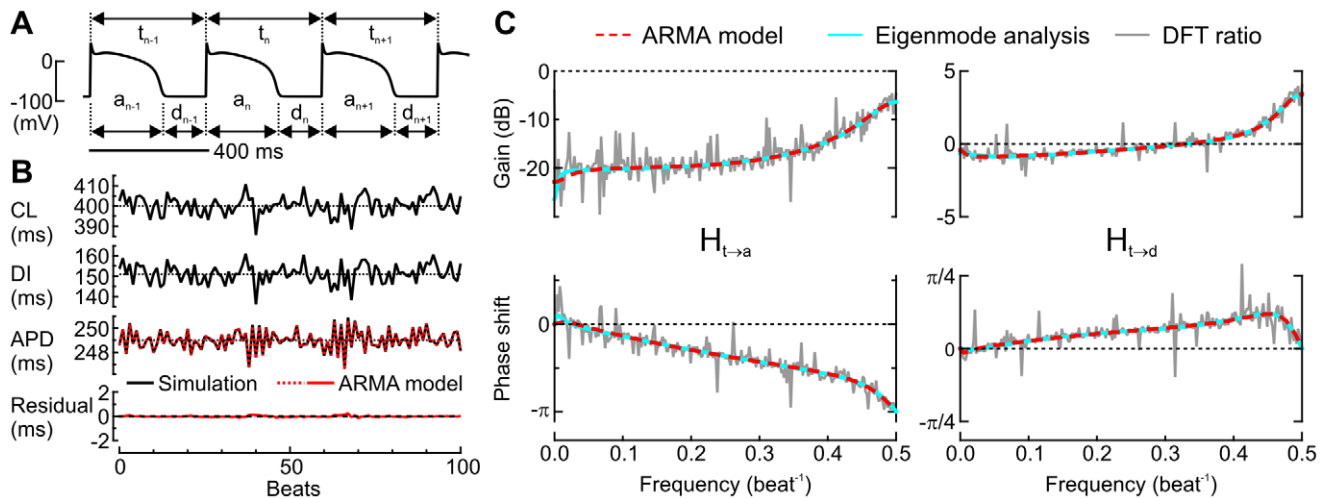 A
t_{n-1} t_n t_{n+1}
0
-100
(mV)
a_{n-1} d_{n-1} a_n d_n a_{n+1} d_{n+1}
400 ms
B
CL
(ms)
410
400
390
DI
(ms)
160
150
140
APD
(ms)
250
248
Simulation ARMA model
Residual
(ms)
2
0
-2
0 50 100
Beats
C
ARMA model Eigenmode analysis DFT ratio
Gain (dB)
0
-10
-20
-30
5
0
-5
H_{t→a} H_{t→d}
Phase shift
0
-π
π/4
0
-π/4
0.0 0.1 0.2 0.3 0.4 0.5
0.0 0.1 0.2 0.3 0.4 0.5
Frequency (beat⁻¹) Frequency (beat⁻¹)